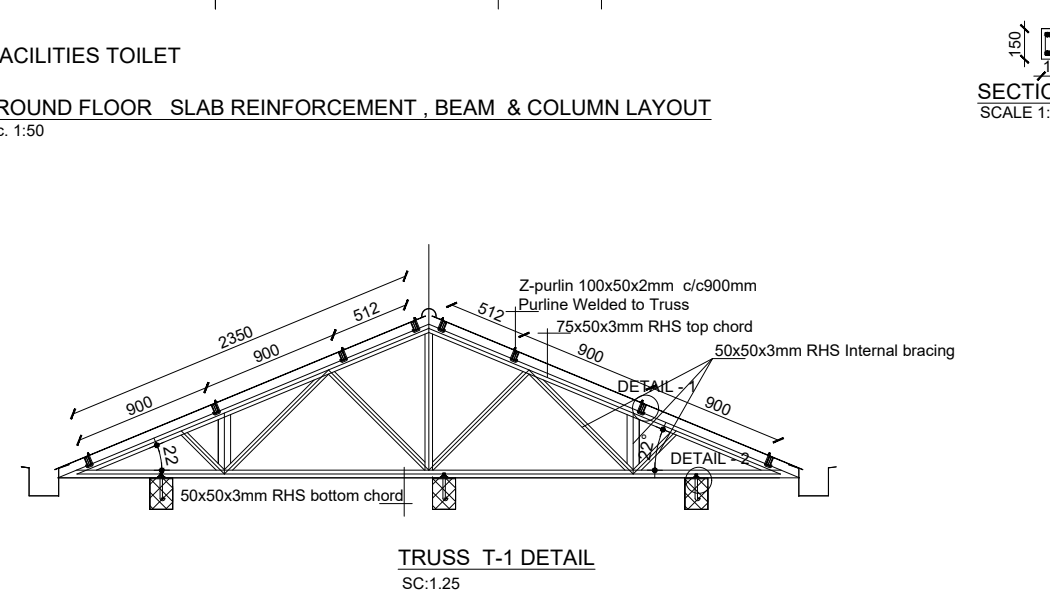 ACILITIES TOILET
150
ROUND FLOOR SLAB REINFORCEMENT , BEAM & COLUMN LAYOUT
c. 1:50
SECTIO
SCALE 1:
Z-purlin 100x50x2mm c/c900mm
Purline Welded to Truss
75x50x3mm RHS top chord
50x50x3mm RHS Internal bracing
2350
512
900
900
512
900
900
DETAIL - 1
DETAIL - 2
22
22°
50x50x3mm RHS bottom chord
TRUSS T-1 DETAIL
SC:1.25